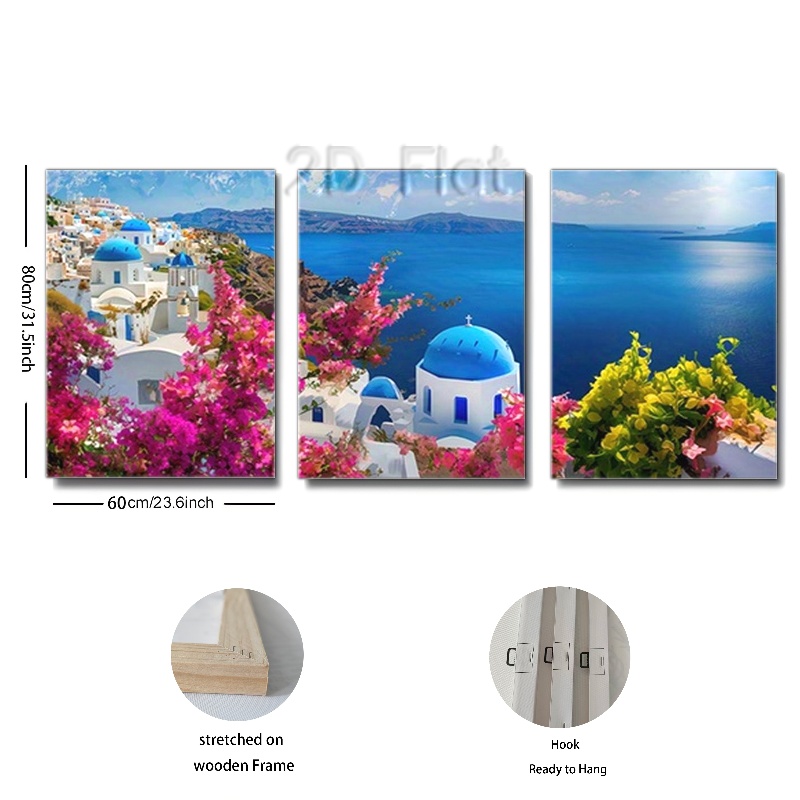 2D Flat
80cm/31.5inch
60cm/23.6inch
stretched on
wooden Frame
Hook
Ready to Hang